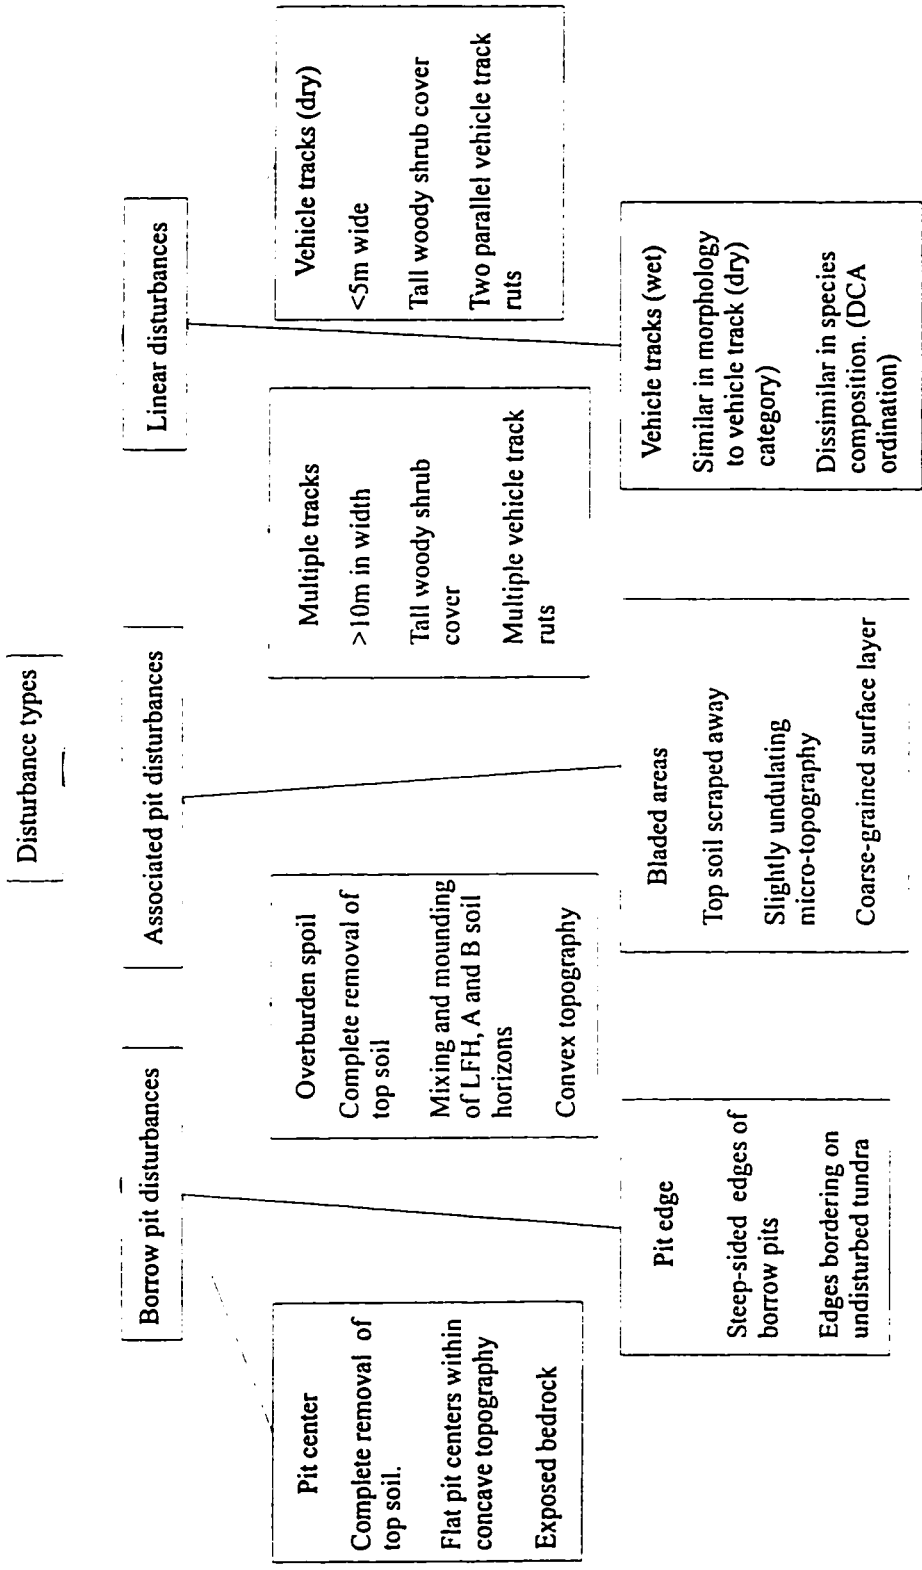 Disturbance types
Borrow pit disturbances
Associated pit disturbances
Linear disturbances
Pit center
Complete removal of
top soil.
Flat pit centers within
concave topography
Exposed bedrock
Overburden spoil
Complete removal of
top soil
Mixing and mounding
of LFH, A and B soil
horizons
Convex topography
Multiple tracks
>10m in width
Tall woody shrub
cover
Multiple vehicle track
ruts
Vehicle tracks (dry)
<5m wide
Tall woody shrub cover
Two parallel vehicle track
ruts
Pit edge
Steep-sided edges of
borrow pits
Edges bordering on
undisturbed tundra
Bladed areas
Top soil scraped away
Slightly undulating
micro-topography
Coarse-grained surface layer
Vehicle tracks (wet)
Similar in morphology
to vehicle track (dry)
category)
Dissimilar in species
composition. (DCA
ordination)